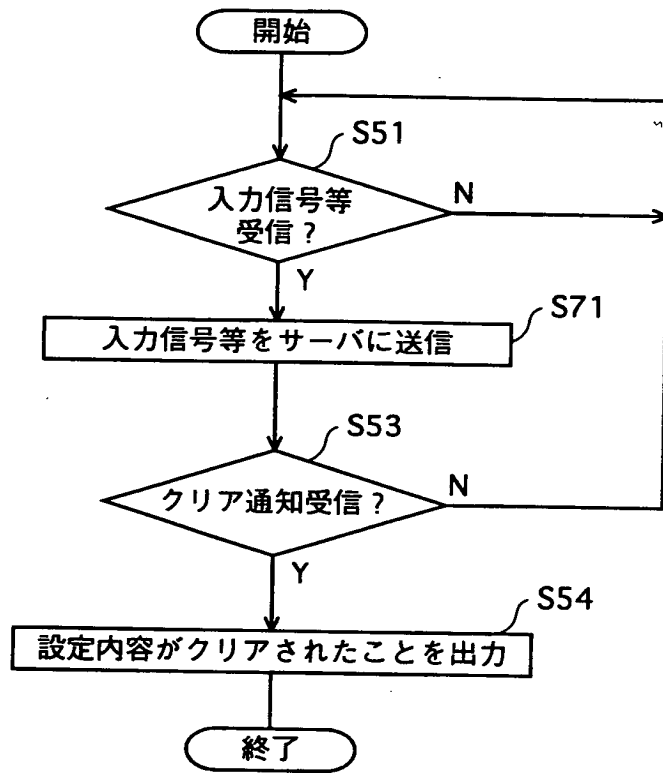 開始
S51
入力信号等
受信？
N
Y
S71
入力信号等をサーバに送信
S53
クリア通知受信？
N
Y
S54
設定内容がクリアされたことを出力
終了